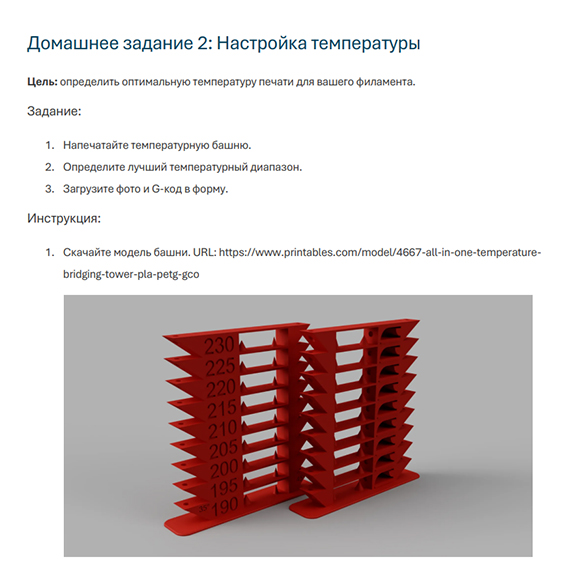 Домашнее задание 2: Настройка температуры
Цель: определить оптимальную температуру печати для вашего филамента.
Задание:
1. Напечатайте температурную башню.
2. Определите лучший температурный диапазон.
3. Загрузите фото и G-код в форму.
Инструкция:
1. Скачайте модель башни. URL: https://www.printables.com/model/4667-all-in-one-temperature-
bridging-tower-pla-petg-gco
230
225
220
215
210
205
200
195
190